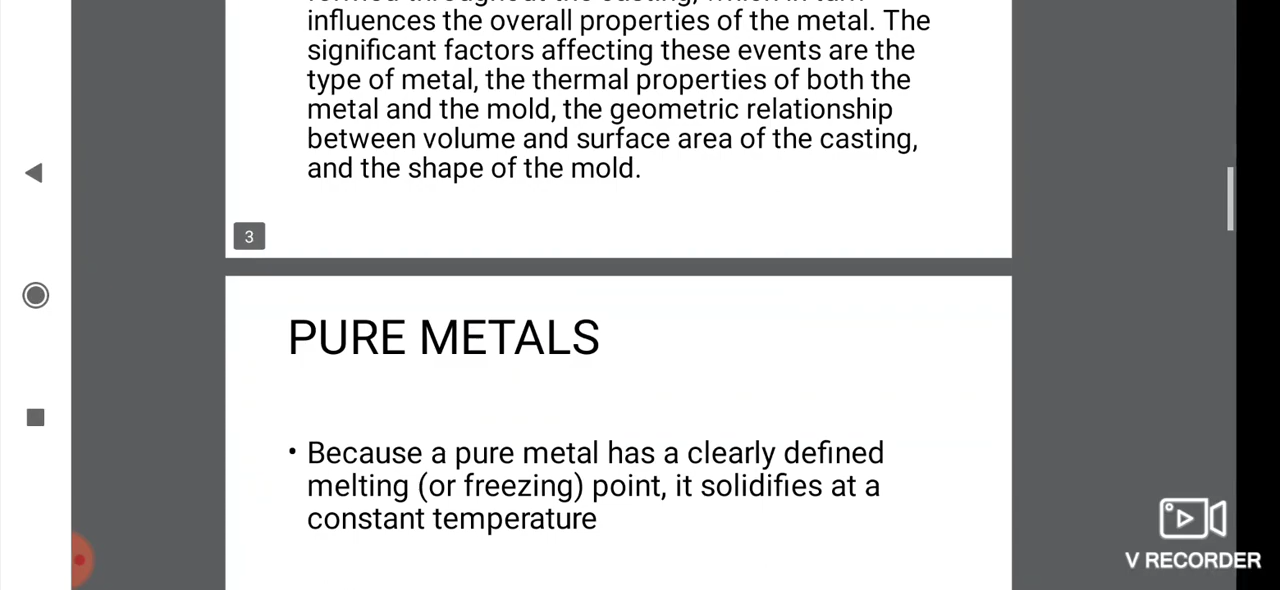 influences the overall properties of the metal. The
significant factors affecting these events are the
type of metal, the thermal properties of both the
metal and the mold, the geometric relationship
between volume and surface area of the casting,
and the shape of the mold.
3
PURE METALS
• Because a pure metal has a clearly defined
melting (or freezing) point, it solidifies at a
constant temperature
V RECORDER